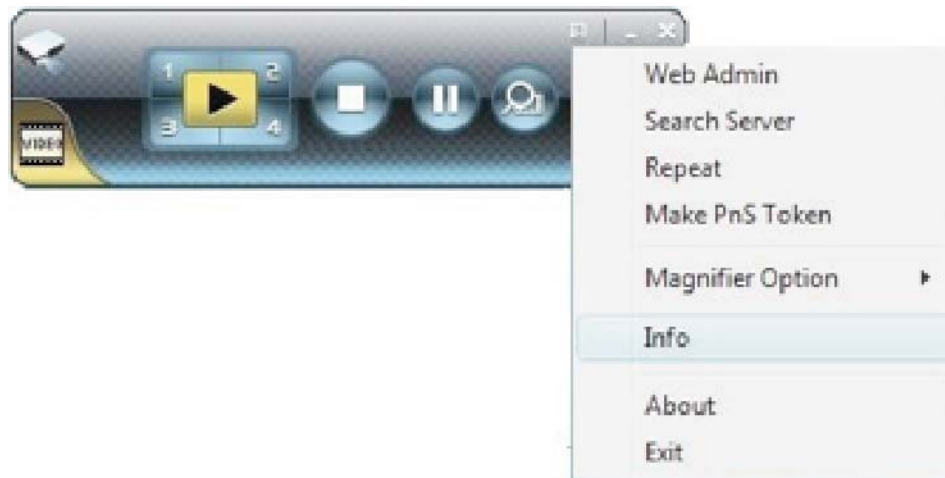 1 2
3 4
VIDEO
Web Admin
Search Server
Repeat
Make PnS Token
Magnifier Option
Info
About
Exit